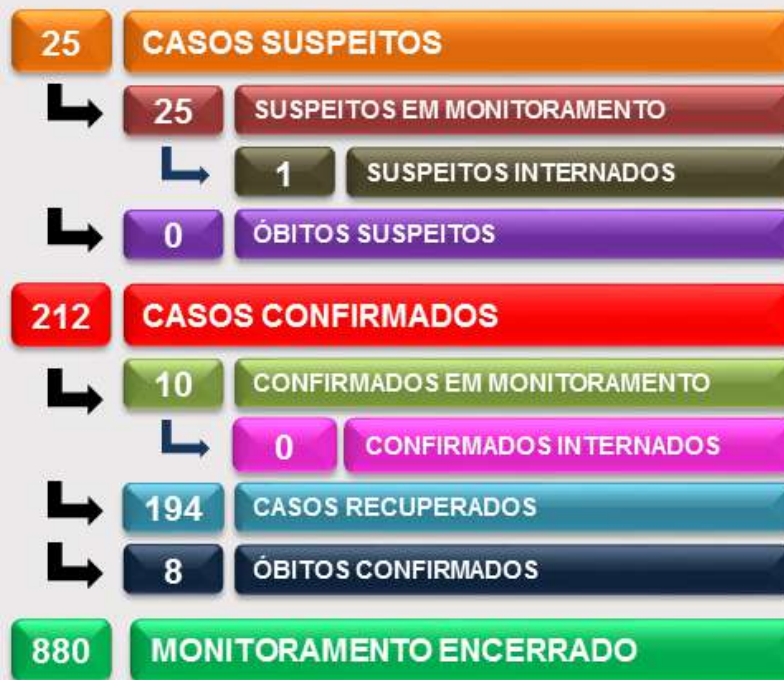 25 CASOS SUSPEITOS
25 SUSPEITOS EM MONITORAMENTO
1 SUSPEITOS INTERNADOS
0 ÓBITOS SUSPEITOS
212 CASOS CONFIRMADOS
10 CONFIRMADOS EM MONITORAMENTO
0 CONFIRMADOS INTERNADOS
194 CASOS RECUPERADOS
8 ÓBITOS CONFIRMADOS
880 MONITORAMENTO ENCERRADO